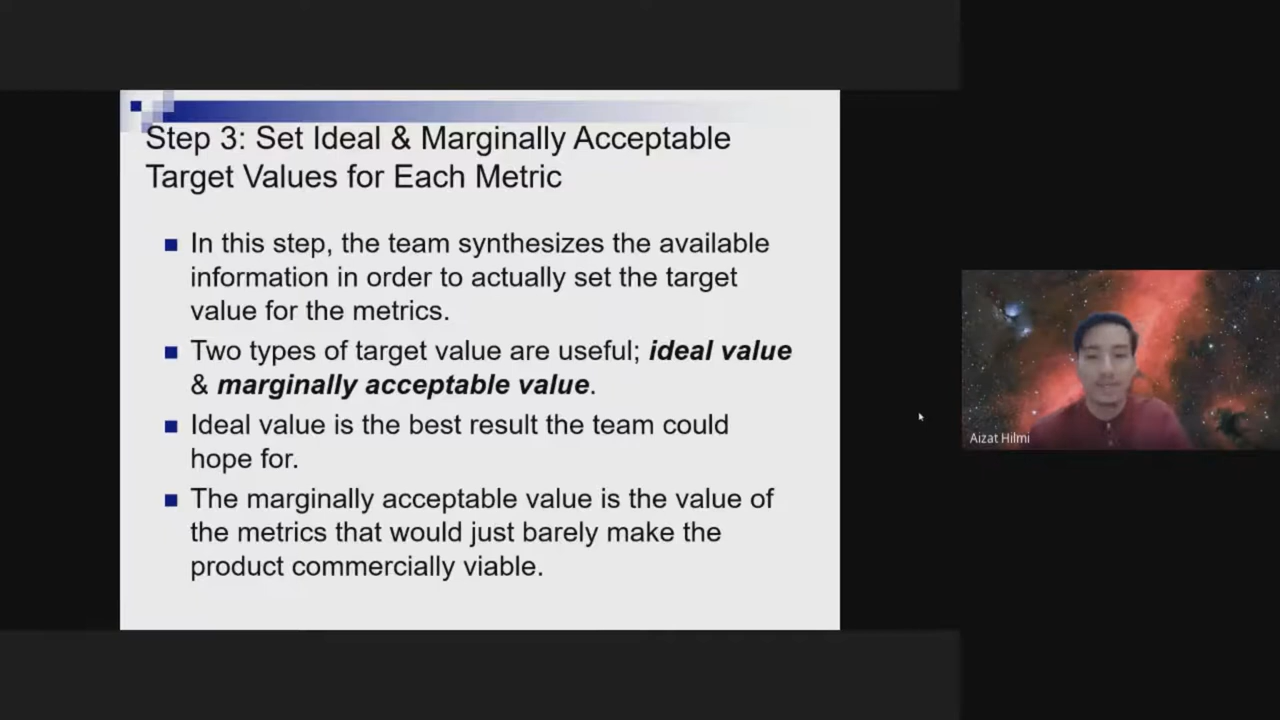 Step 3: Set Ideal & Marginally Acceptable
Target Values for Each Metric
In this step, the team synthesizes the available
information in order to actually set the target
value for the metrics.
Two types of target value are useful; ideal value
& marginally acceptable value.
Ideal value is the best result the team could
hope for.
The marginally acceptable value is the value of
the metrics that would just barely make the
product commercially viable.
Aizat Hilmi